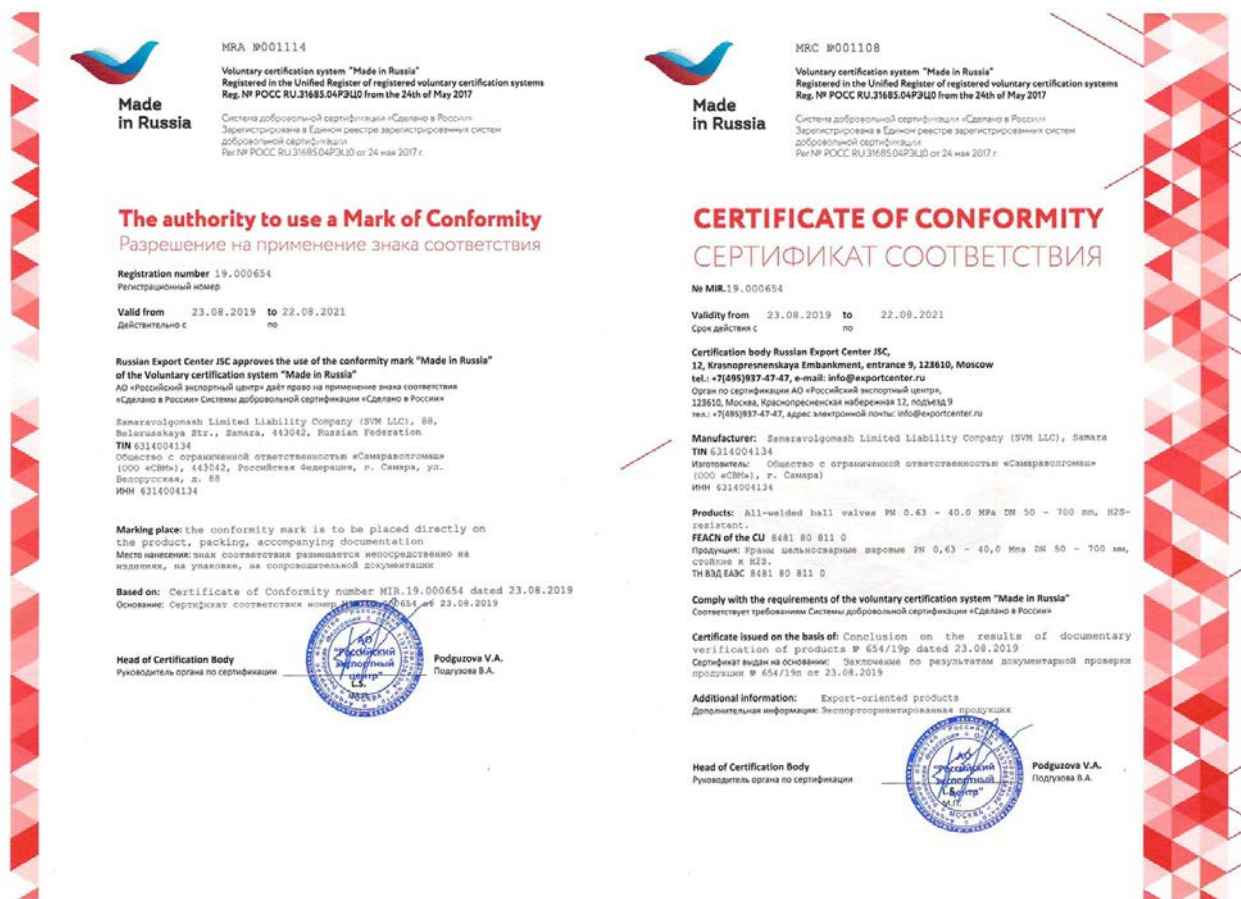 MRA №001114
Voluntary certification system "Made in Russia"
Registered in the Unified Register of registered voluntary certification systems
Reg. № РОСС RU.31685.04РЭЦ0 from the 24th of May 2017
Made
in Russia
Система добровольной сертификации «Сделано в России»
Зарегистрирована в Едином реестре зарегистрированных систем
добровольной сертификации
Рег.№ РОСС RU.31685.04РЭЦ0 от 24 мая 2017 г.
The authority to use a Mark of Conformity
Разрешение на применение знака соответствия
Registration number 19.000654
Регистрационный номер
Valid from 23.08.2019 to 22.08.2021
Действительно с по
Russian Export Center JSC approves the use of the conformity mark "Made in Russia"
of the Voluntary certification system "Made in Russia"
АО «Российский экспортный центр» даёт право на применение знака соответствия
«Сделано в России» Системы добровольной сертификации «Сделано в России»
Samaravolgomash Limited Liability Company (SVM LLC), 88,
Belorusskaya Str., Samara, 443042, Russian Federation
TIN 6314004134
Общество с ограниченной ответственностью «Самараволгомаш»
(ООО «СВМ»), 443042, Российская Федерация, г. Самара, ул.
Белорусская, д. 88
ИНН 6314004134
Marking place: the conformity mark is to be placed directly on
the product, packing, accompanying documentation
Место нанесения: знак соответствия размещается непосредственно на
изделиях, на упаковке, на сопроводительной документации
Based on: Certificate of Conformity number MIR.19.000654 dated 23.08.2019
Основание: Сертификат соответствия номер от 23.08.2019
Head of Certification Body
Руководитель органа по сертификации
АО
"Российский
экспортный
центр"
L.S.
Podguzova V.A.
Подгузова В.А.
MRC №001108
Voluntary certification system "Made in Russia"
Registered in the Unified Register of registered voluntary certification systems
Reg. № РОСС RU.31685.04РЭЦ0 from the 24th of May 2017
Made
in Russia
Система добровольной сертификации «Сделано в России»
Зарегистрирована в Едином реестре зарегистрированных систем
добровольной сертификации
Рег.№ РОСС RU.31685.04РЭЦ0 от 24 мая 2017 г.
CERTIFICATE OF CONFORMITY
СЕРТИФИКАТ СООТВЕТСТВИЯ
№ MIR.19.000654
Validity from 23.08.2019 to 22.08.2021
Срок действия с по
Certification body Russian Export Center JSC,
12, Krasnopresnenskaya Embankment, entrance 9, 123610, Moscow
tel.: +7(495)937-47-47, e-mail: info@exportcenter.ru
Орган по сертификации АО «Российский экспортный центр»,
123610, Москва, Краснопресненская набережная 12, подъезд 9
тел.: +7(495)937-47-47, адрес электронной почты: info@exportcenter.ru
Manufacturer: Samaravolgomash Limited Liability Company (SVM LLC), Samara
TIN 6314004134
Изготовитель: Общество с ограниченной ответственностью «Самараволгомаш»
(ООО «СВМ»), г. Самара)
ИНН 6314004134
Products: All-welded ball valves PN 0.63 - 40.0 MPa DN 50 - 700 mm, H2S-
resistant.
FEACN of the CU 8481 80 811 0
Продукция: Краны цельносварные шаровые PN 0,63 - 40,0 Мпа DN 50 - 700 мм,
стойкие к H2S.
ТН ВЭД ЕАЭС 8481 80 811 0
Comply with the requirements of the voluntary certification system "Made in Russia"
Соответствует требованиям Системы добровольной сертификации «Сделано в России»
Certificate issued on the basis of: Conclusion on the results of documentary
verification of products № 654/19p dated 23.08.2019
Сертификат выдан на основании: Заключение по результатам документарной проверки
продукции № 654/19п от 23.08.2019
Additional information: Export-oriented products
Дополнительная информация: Экспортоориентированная продукция
Head of Certification Body
Руководитель органа по сертификации
АО
"Российский
экспортный
центр"
L.S.
М.П.
МОСКВА
Podguzova V.A.
Подгузова В.А.